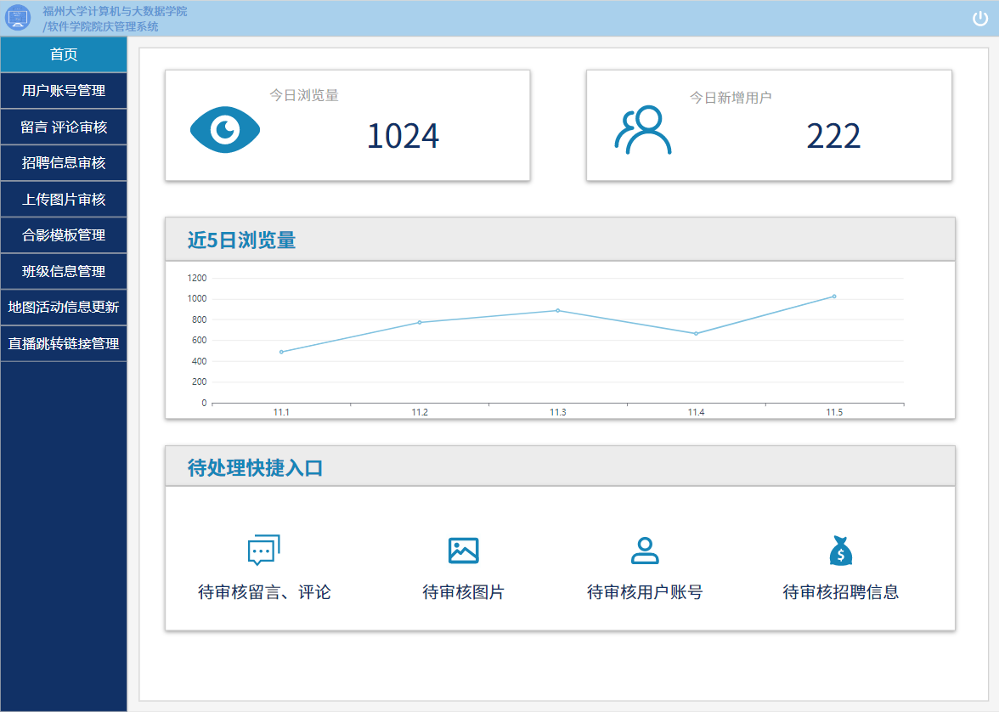 福州大学计算机与大数据学院
/软件学院院庆管理系统
首页
用户账号管理
留言 评论审核
招聘信息审核
上传图片审核
合影模板管理
班级信息管理
地图活动信息更新
直播跳转链接管理
今日浏览量
1024
今日新增用户
222
近5日浏览量
1200
1000
800
600
400
200
0
11.1
11.2
11.3
11.4
11.5
待处理快捷入口
待审核留言、评论
待审核图片
待审核用户账号
待审核招聘信息